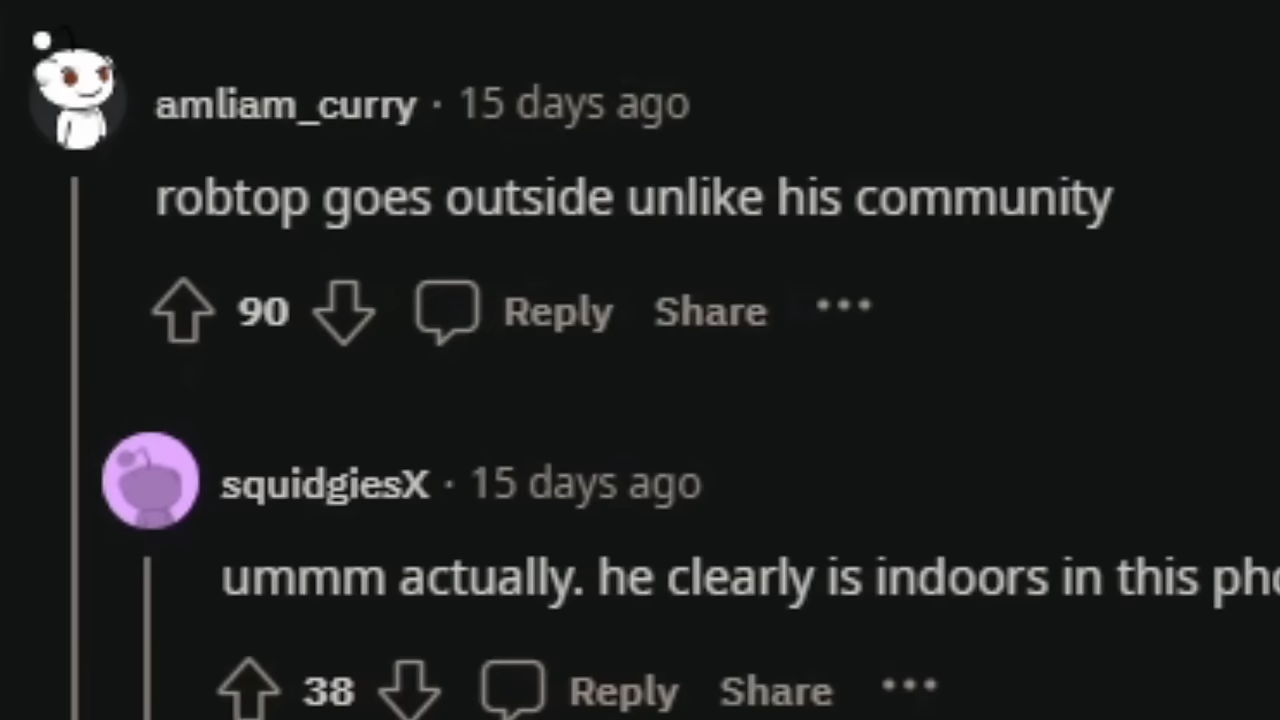 amliam_curry · 15 days ago
robtop goes outside unlike his community
90 Reply Share
squidgiesX · 15 days ago
ummm actually. he clearly is indoors in this
38 Reply Share